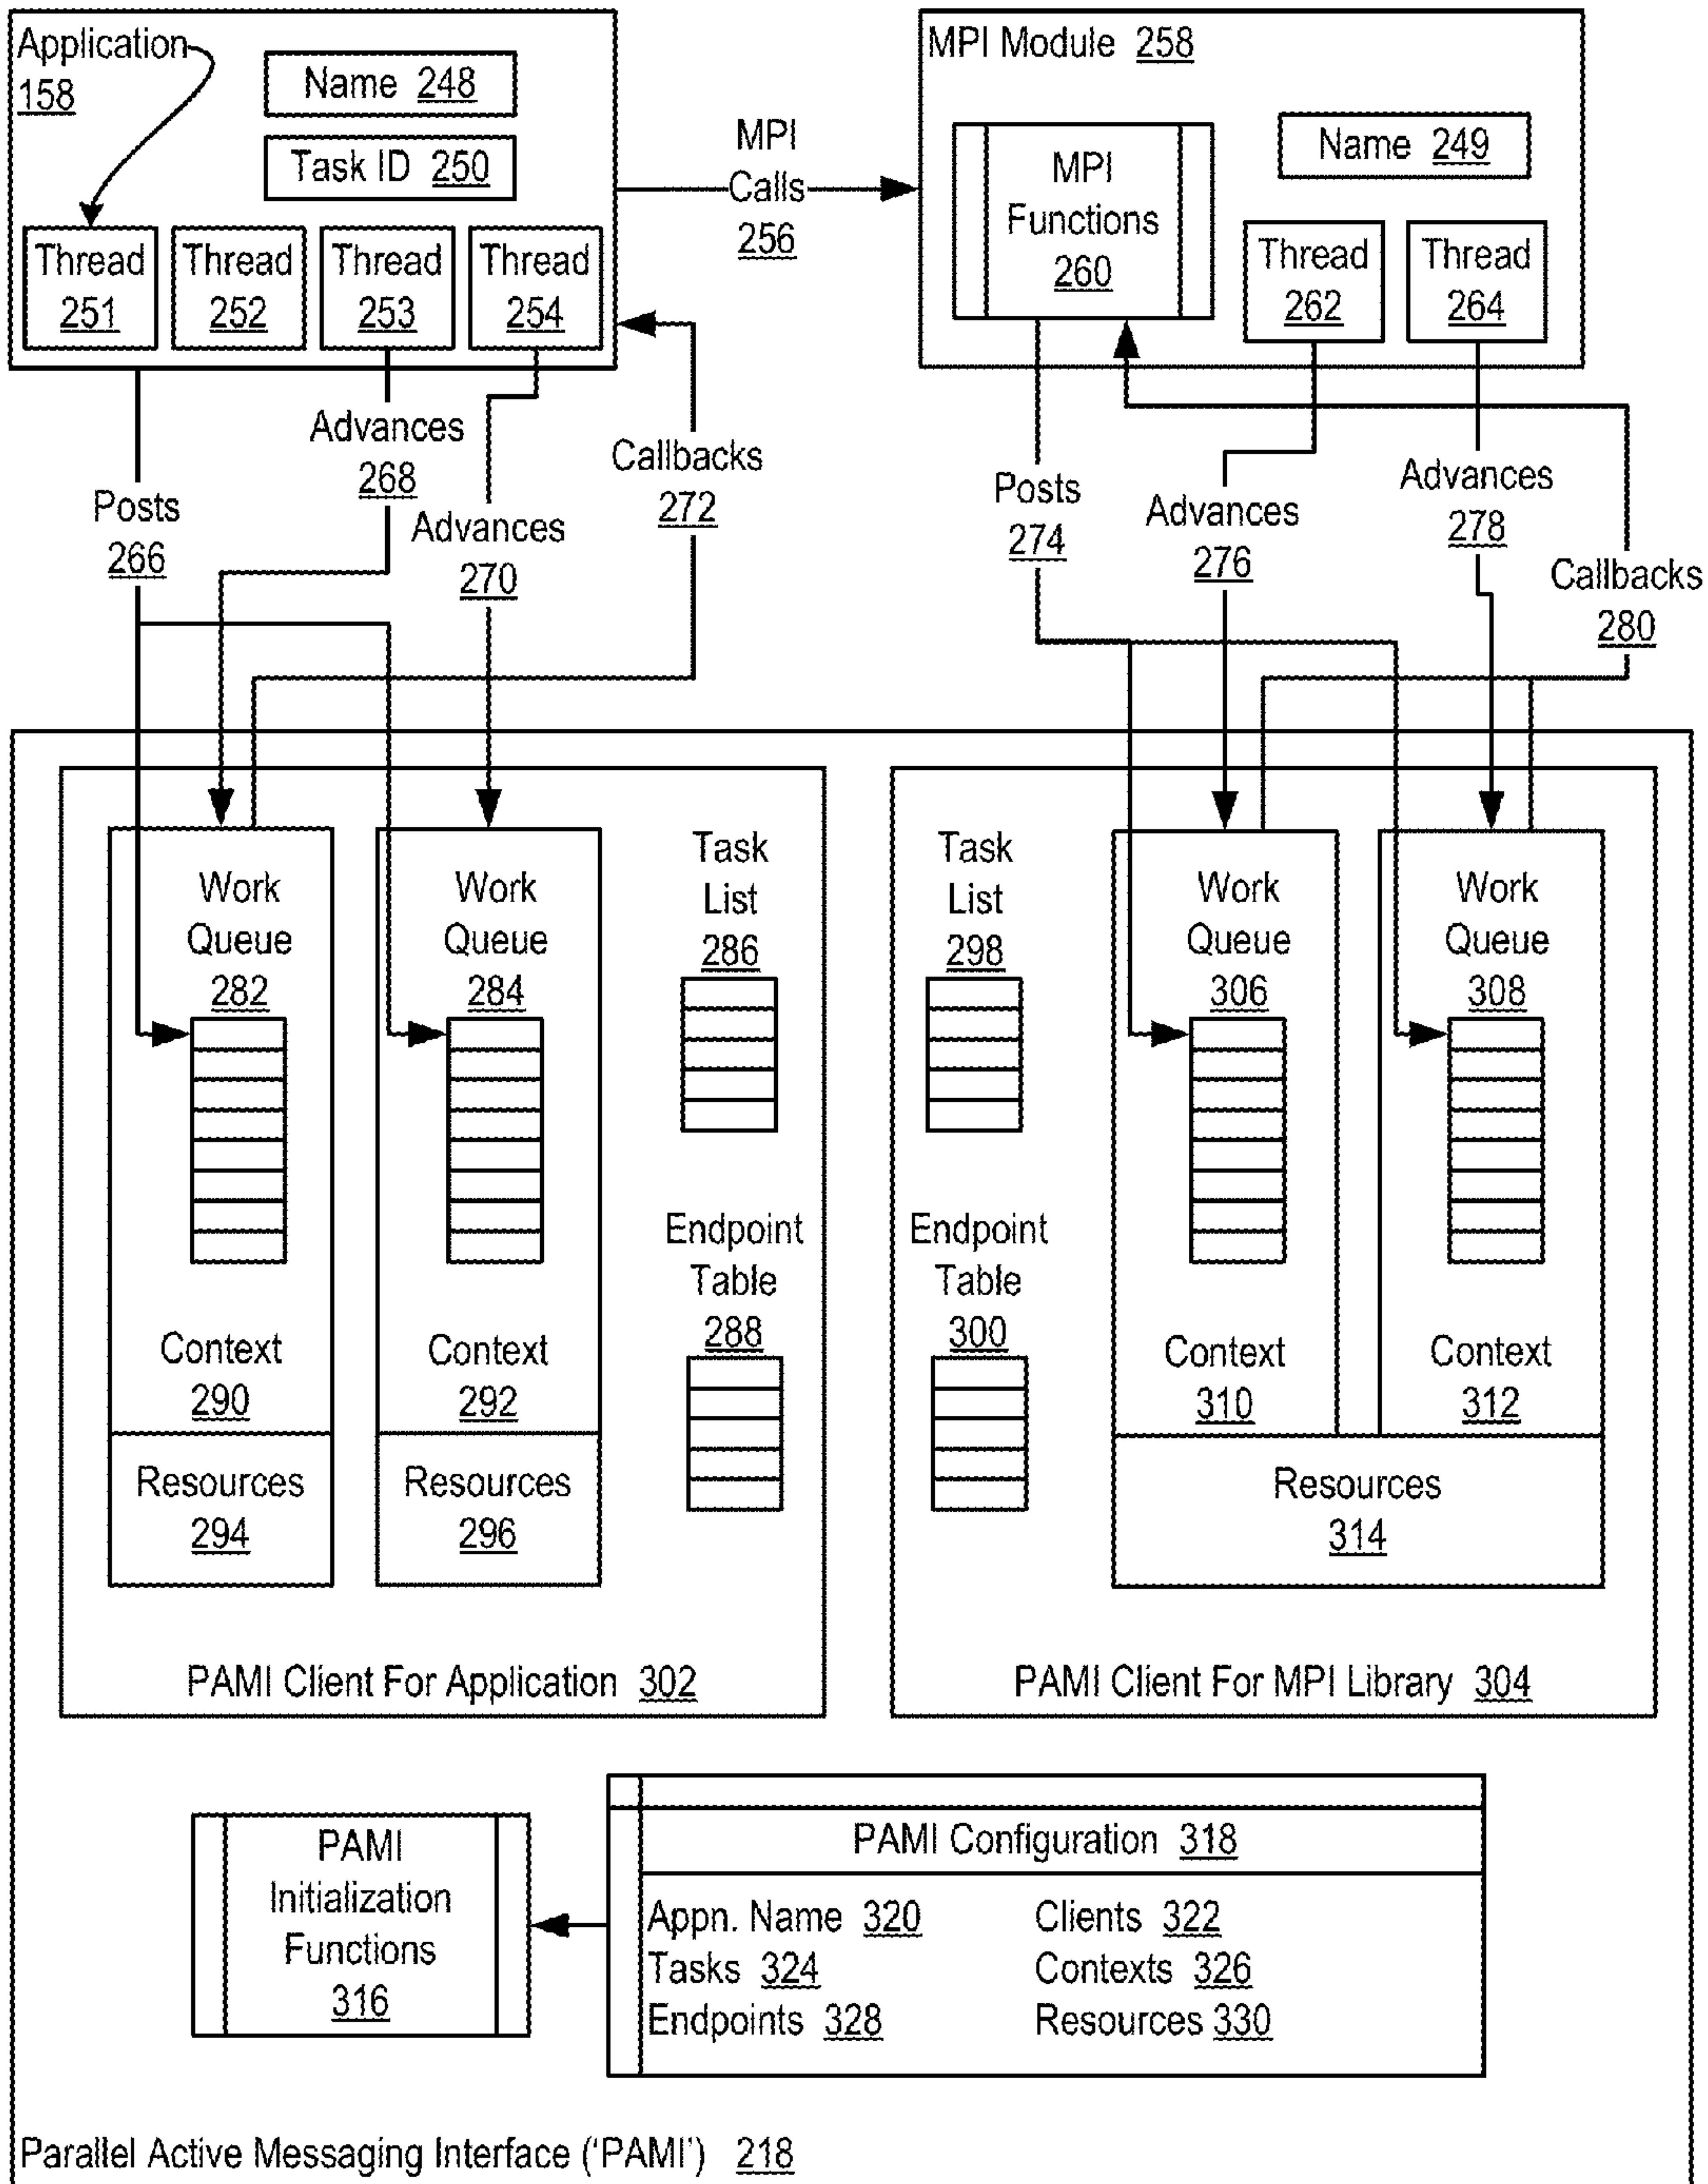 Application
158
Name 248
Task ID 250
Thread
251
Thread
252
Thread
253
Thread
254
MPI
Calls
256
MPI Module 258
MPI
Functions
260
Name 249
Thread
262
Thread
264
Posts
266
Advances
268
Advances
270
Callbacks
272
Posts
274
Advances
276
Advances
278
Callbacks
280
Work
Queue
282
Context
290
Resources
294
Work
Queue
284
Context
292
Resources
296
Task
List
286
Endpoint
Table
288
PAMI Client For Application 302
Task
List
298
Endpoint
Table
300
Work
Queue
306
Context
310
Work
Queue
308
Context
312
Resources
314
PAMI Client For MPI Library 304
PAMI
Initialization
Functions
316
PAMI Configuration 318
Appn. Name 320 Clients 322
Tasks 324 Contexts 326
Endpoints 328 Resources 330
Parallel Active Messaging Interface (‘PAMI’) 218